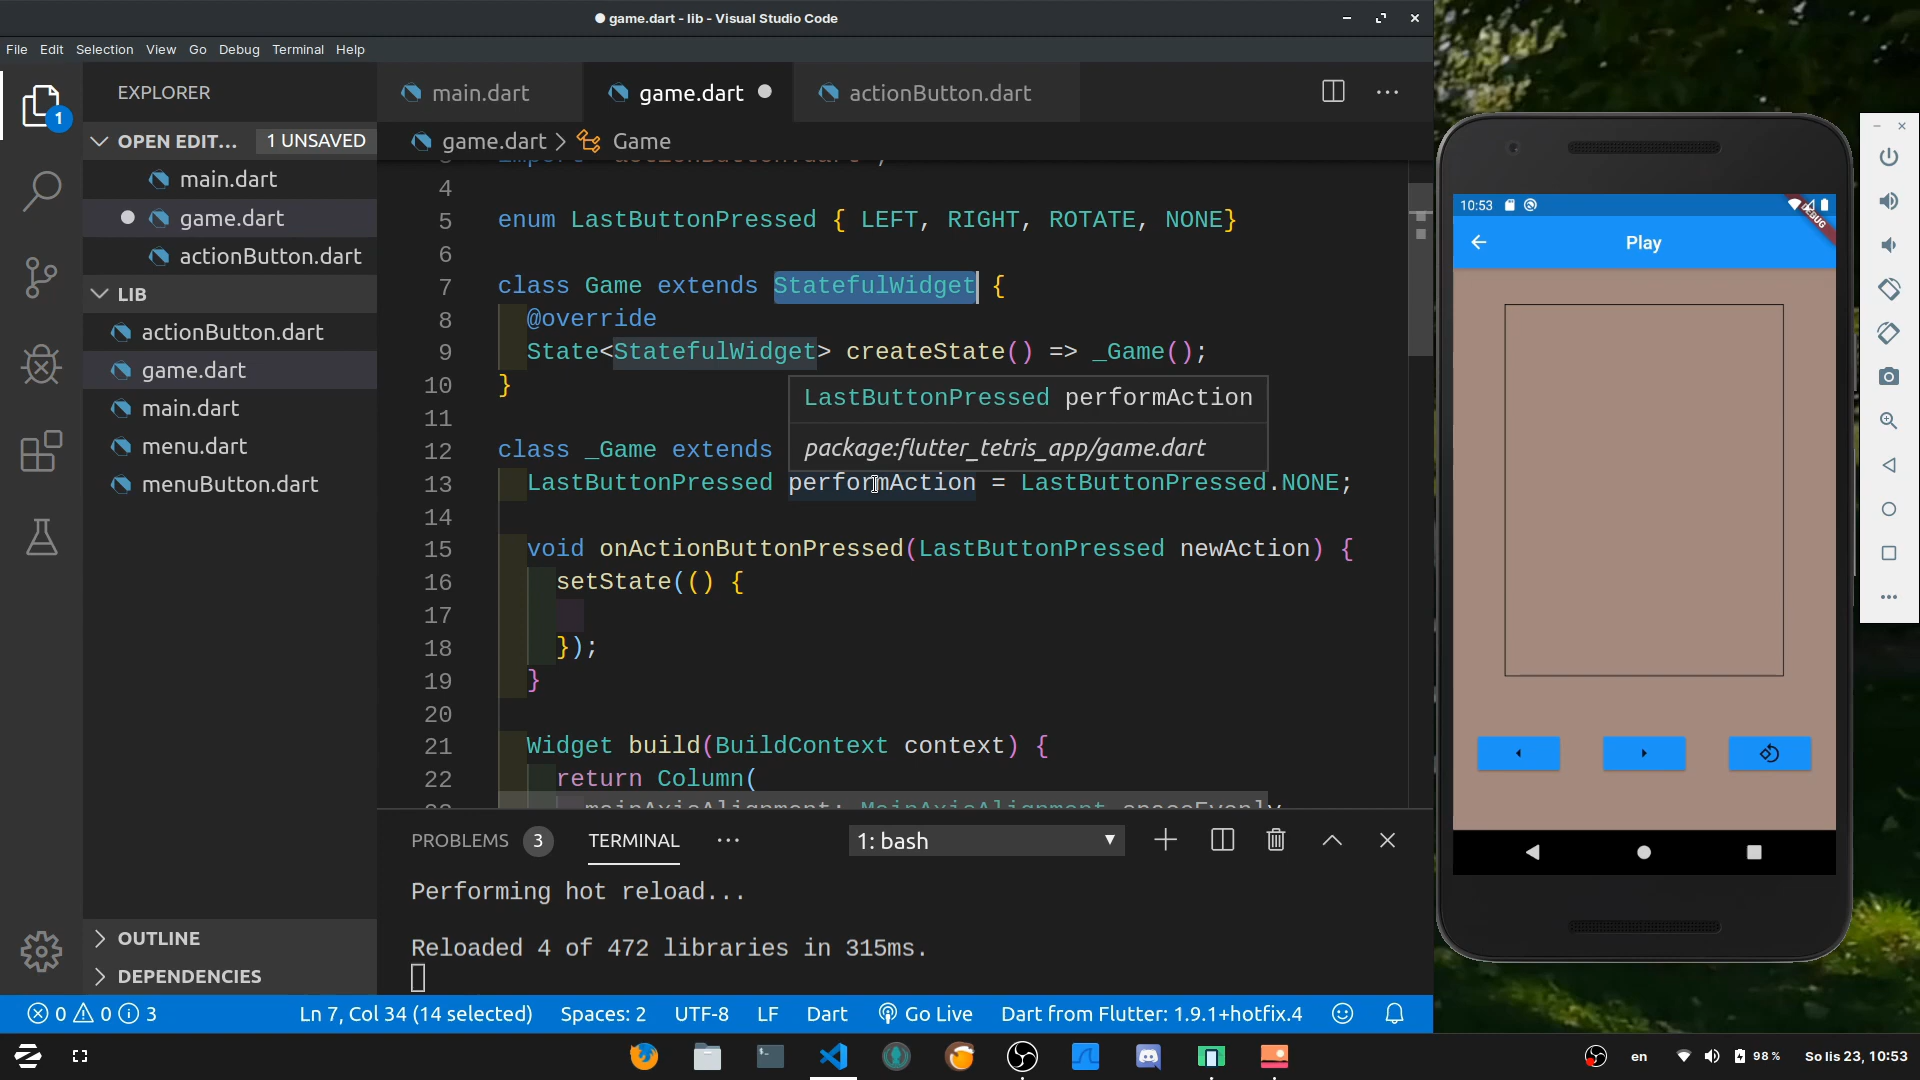 game.dart - lib - Visual Studio Code
File Edit Selection View Go Debug Terminal Help
1
EXPLORER
OPEN EDIT... 1 UNSAVED
main.dart
game.dart
actionButton.dart
LIB
actionButton.dart
game.dart
main.dart
menu.dart
menuButton.dart
OUTLINE
DEPENDENCIES
main.dart game.dart actionButton.dart
game.dart > Game
4
5 enum LastButtonPressed { LEFT, RIGHT, ROTATE, NONE}
6
7 class Game extends StatefulWidget {
8 @override
9 State<StatefulWidget> createState() => _Game();
10 }
11
12 class _Game extends
LastButtonPressed performAction
package:flutter_tetris_app/game.dart
13 LastButtonPressed performAction = LastButtonPressed.NONE;
14
15 void onActionButtonPressed(LastButtonPressed newAction) {
16 setState(() {
17
18 });
19 }
20
21 Widget build(BuildContext context) {
22 return Column(
mainAxisAlignment: MainAxisAlignment.spaceEvenly
PROBLEMS 3 TERMINAL ... 1: bash
Performing hot reload...
Reloaded 4 of 472 libraries in 315ms.
0 0 3 Ln 7, Col 34 (14 selected) Spaces: 2 UTF-8 LF Dart Go Live Dart from Flutter: 1.9.1+hotfix.4
10:53
DEBUG
Play
en 98% So lis 23, 10:53